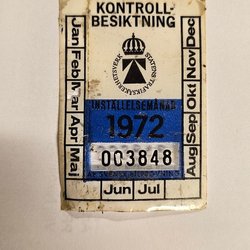 KONTROLL-
BESIKTNING
Jan Feb Mar Apr Maj
STATENS TRAFIKSÄKERHETSVERK
INSTÄLLELSEMÅNAD
1972
003848
Jun Jul
Aug Sep Okt Nov Dec